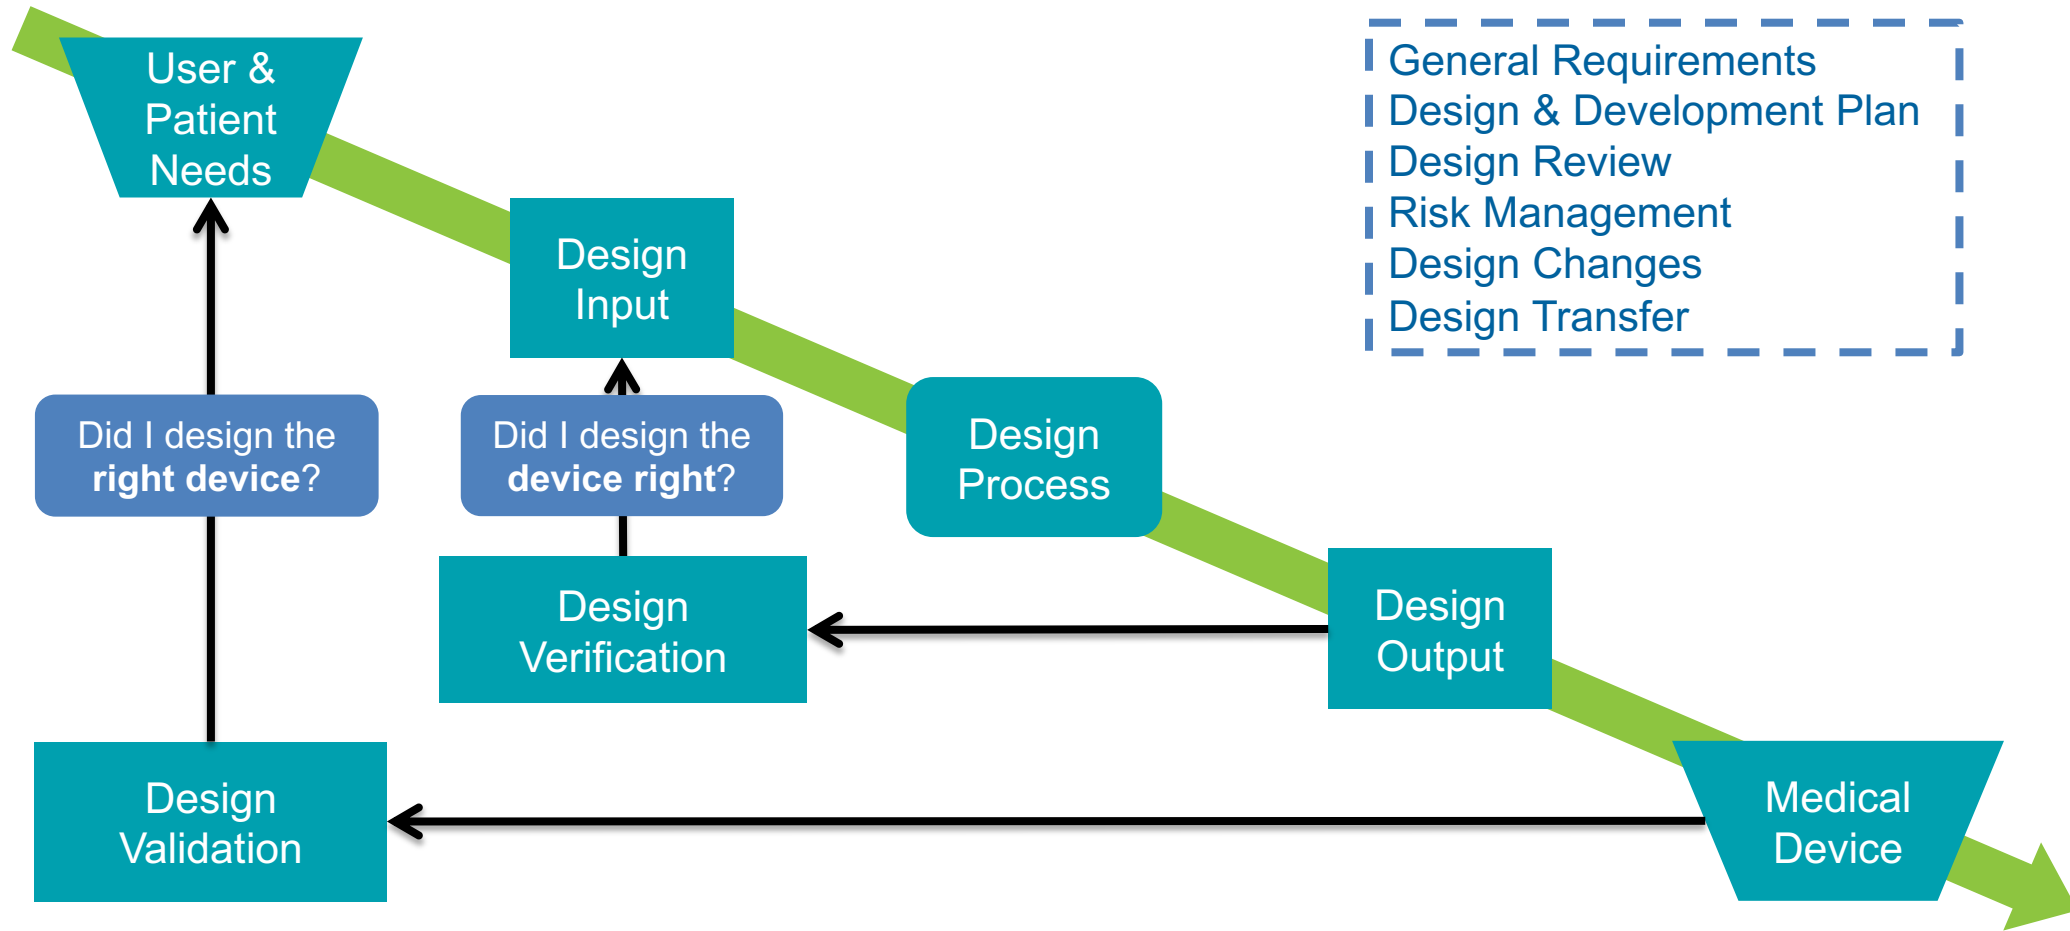 User &
Patient
Needs
General Requirements
Design & Development Plan
Design Review
Risk Management
Design Changes
Design Transfer
Design
Input
Did I design the
right device?
Did I design the
device right?
Design
Process
Design
Verification
Design
Output
Design
Validation
Medical
Device